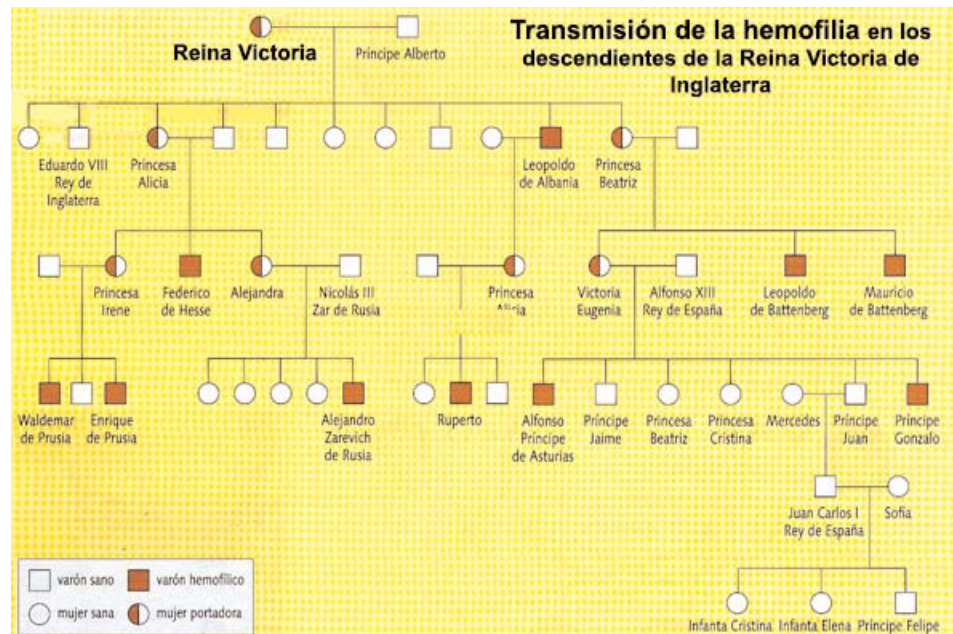 Transmisión de la hemofilia en los
descendientes de la Reina Victoria de
Inglaterra
Reina Victoria
Príncipe Alberto
Eduardo VIII
Rey de
Inglaterra
Princesa
Alicia
Leopoldo
de Albania
Princesa
Beatriz
Princesa
Irene
Federico
de Hesse
Alejandra
Nicolás III
Zar de Rusia
Princesa
Victoria
Eugenia
Alfonso XIII
Rey de España
Leopoldo
de Battenberg
Mauricio
de Battenberg
Waldemar
de Prusia
Enrique
de Prusia
Alejandro
Zarevich
de Rusia
Ruperto
Alfonso
Príncipe
de Asturias
Príncipe
Jaime
Princesa
Beatriz
Princesa
Cristina
Mercedes
Príncipe
Juan
Príncipe
Gonzalo
Juan Carlos I
Rey de España
Sofía
Infanta Cristina
Infanta Elena
Príncipe Felipe
varón sano
varón hemofílico
mujer sana
mujer portadora